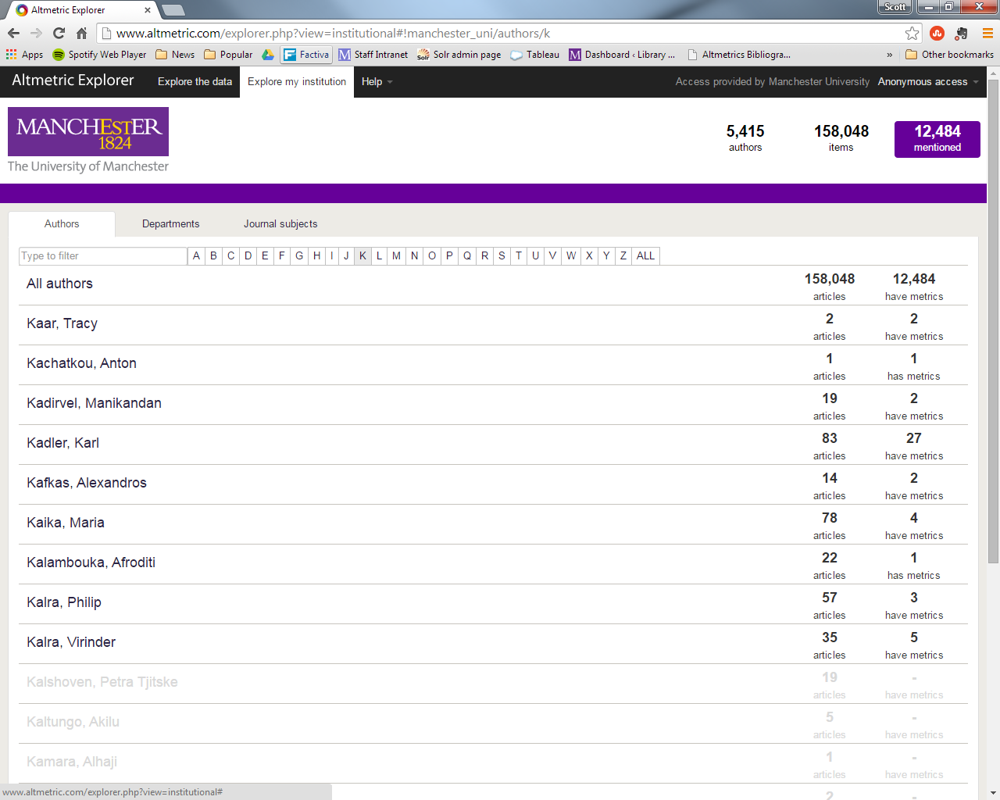 Altmetric Explorer
Scott
www.altmetric.com/explorer.php?view=institutional#!manchester_uni/authors/k
Apps Spotify Web Player News Popular Factiva Staff Intranet Solr admin page Tableau Dashboard ‹ Library ... Altmetrics Bibliogra... » Other bookmarks
Altmetric Explorer Explore the data Explore my institution Help Access provided by Manchester University Anonymous access
MANCHESTER
1824
The University of Manchester
5,415 158,048 12,484
authors items mentioned
Authors Departments Journal subjects
Type to filter A B C D E F G H I J K L M N O P Q R S T U V W X Y Z ALL
All authors 158,048 12,484
articles have metrics
Kaar, Tracy 2 2
articles have metrics
Kachatkou, Anton 1 1
articles has metrics
Kadirvel, Manikandan 19 2
articles have metrics
Kadler, Karl 83 27
articles have metrics
Kafkas, Alexandros 14 2
articles have metrics
Kaika, Maria 78 4
articles have metrics
Kalambouka, Afroditi 22 1
articles has metrics
Kalra, Philip 57 3
articles have metrics
Kalra, Virinder 35 5
articles have metrics
Kalshoven, Petra Tjitske 19 -
articles have metrics
Kaltungo, Akilu 5 -
articles have metrics
Kamara, Alhaji 1 -
articles have metrics
2 -
www.altmetric.com/explorer.php?view=institutional#